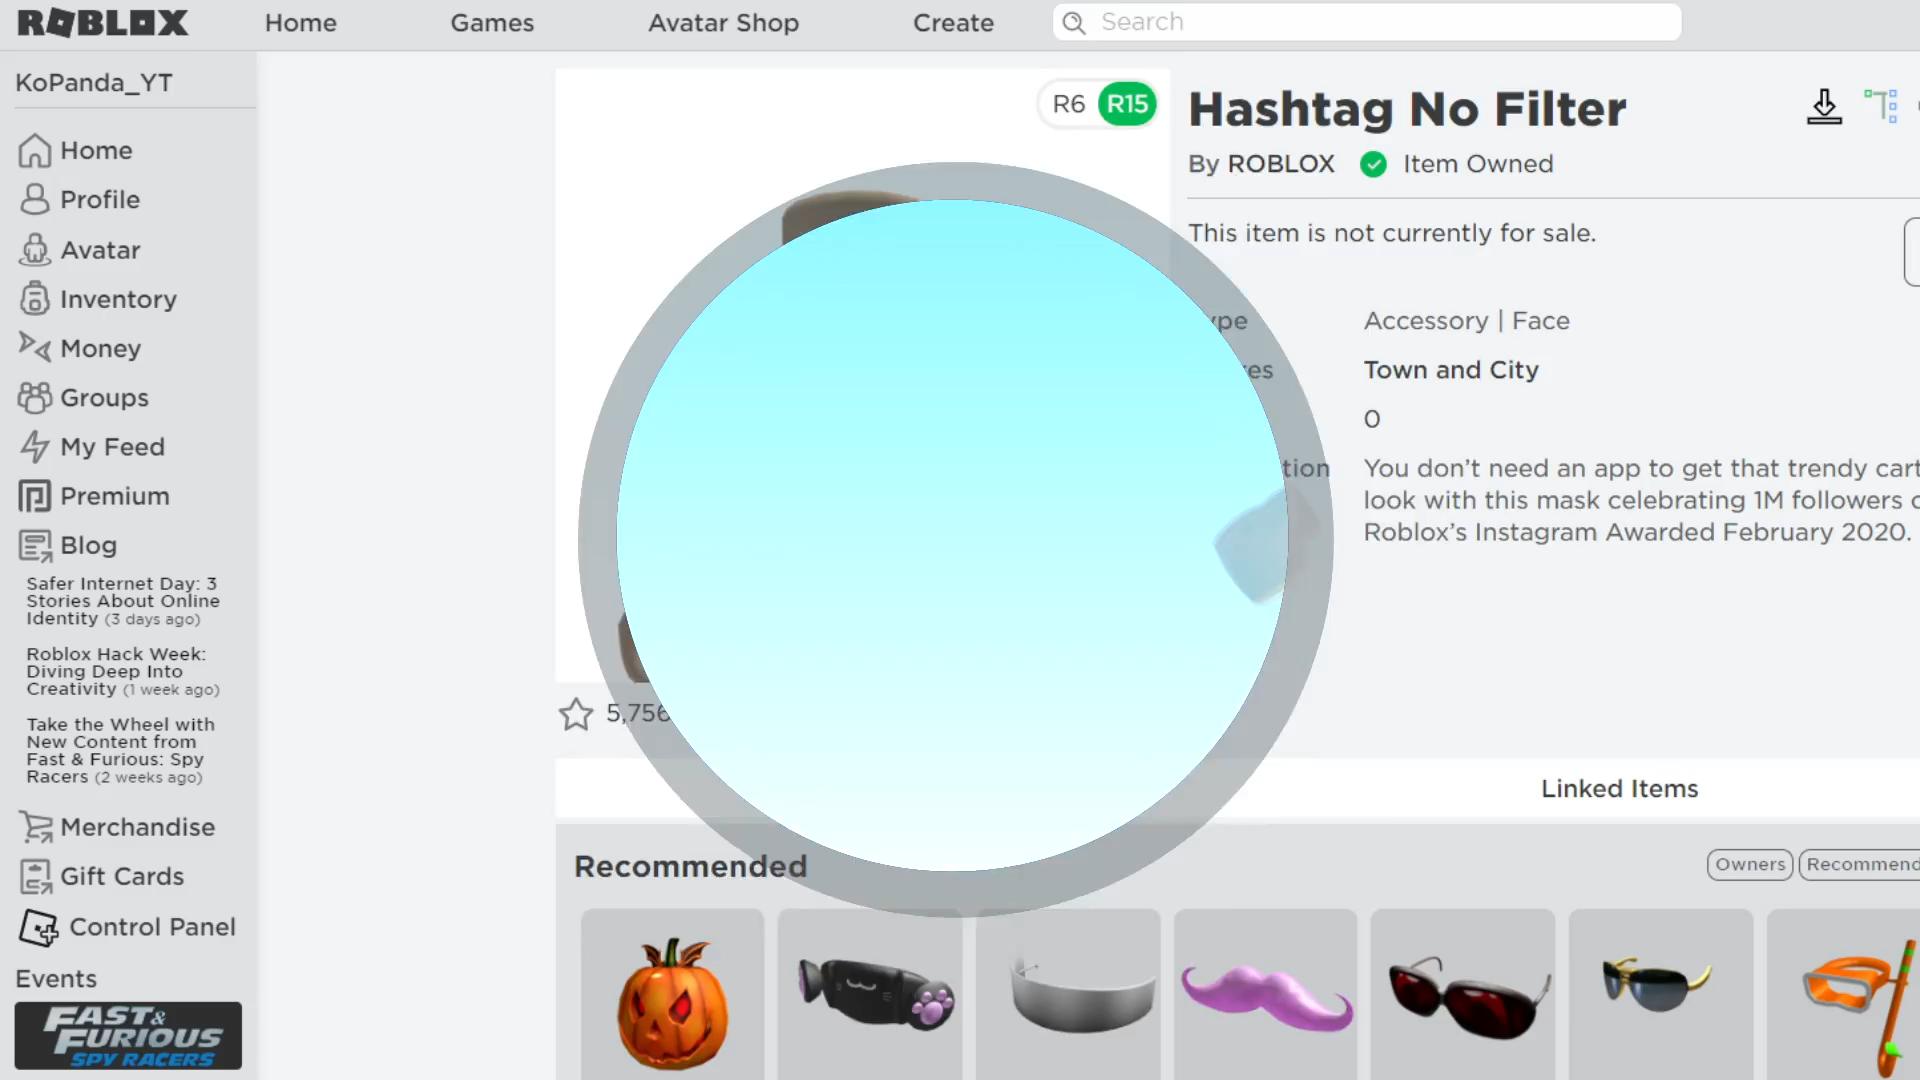 ROBLOX
Home
Games
Avatar Shop
Create
Search
KoPanda_YT
Home
Profile
Avatar
Inventory
Money
Groups
My Feed
Premium
Blog
Safer Internet Day: 3
Stories About Online
Identity (3 days ago)
Roblox Hack Week:
Diving Deep Into
Creativity (1 week ago)
Take the Wheel with
New Content from
Fast & Furious: Spy
Racers (2 weeks ago)
Merchandise
Gift Cards
Control Panel
Events
FAST &
FURIOUS
SPY RACERS
R6 R15
Hashtag No Filter
By ROBLOX Item Owned
This item is not currently for sale.
Accessory | Face
Town and City
0
You don’t need an app to get that trendy
look with this mask celebrating 1M followers
Roblox’s Instagram Awarded February 2020.
5,756
Linked Items
Recommended
Owners